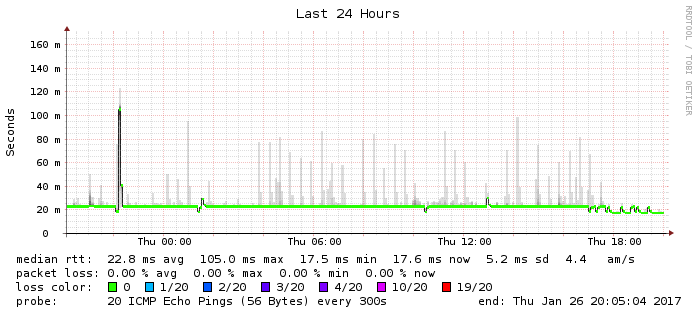 Last 24 Hours
RRDTOOL / TOBI OETIKER
Seconds
160 m
140 m
120 m
100 m
80 m
60 m
40 m
20 m
0
Thu 00:00 Thu 06:00 Thu 12:00 Thu 18:00
median rtt: 22.8 ms avg 105.0 ms max 17.5 ms min 17.6 ms now 5.2 ms sd 4.4 am/s
packet loss: 0.00 % avg 0.00 % max 0.00 % min 0.00 % now
loss color: 0 1/20 2/20 3/20 4/20 10/20 19/20
probe: 20 ICMP Echo Pings (56 Bytes) every 300s end: Thu Jan 26 20:05:04 2017